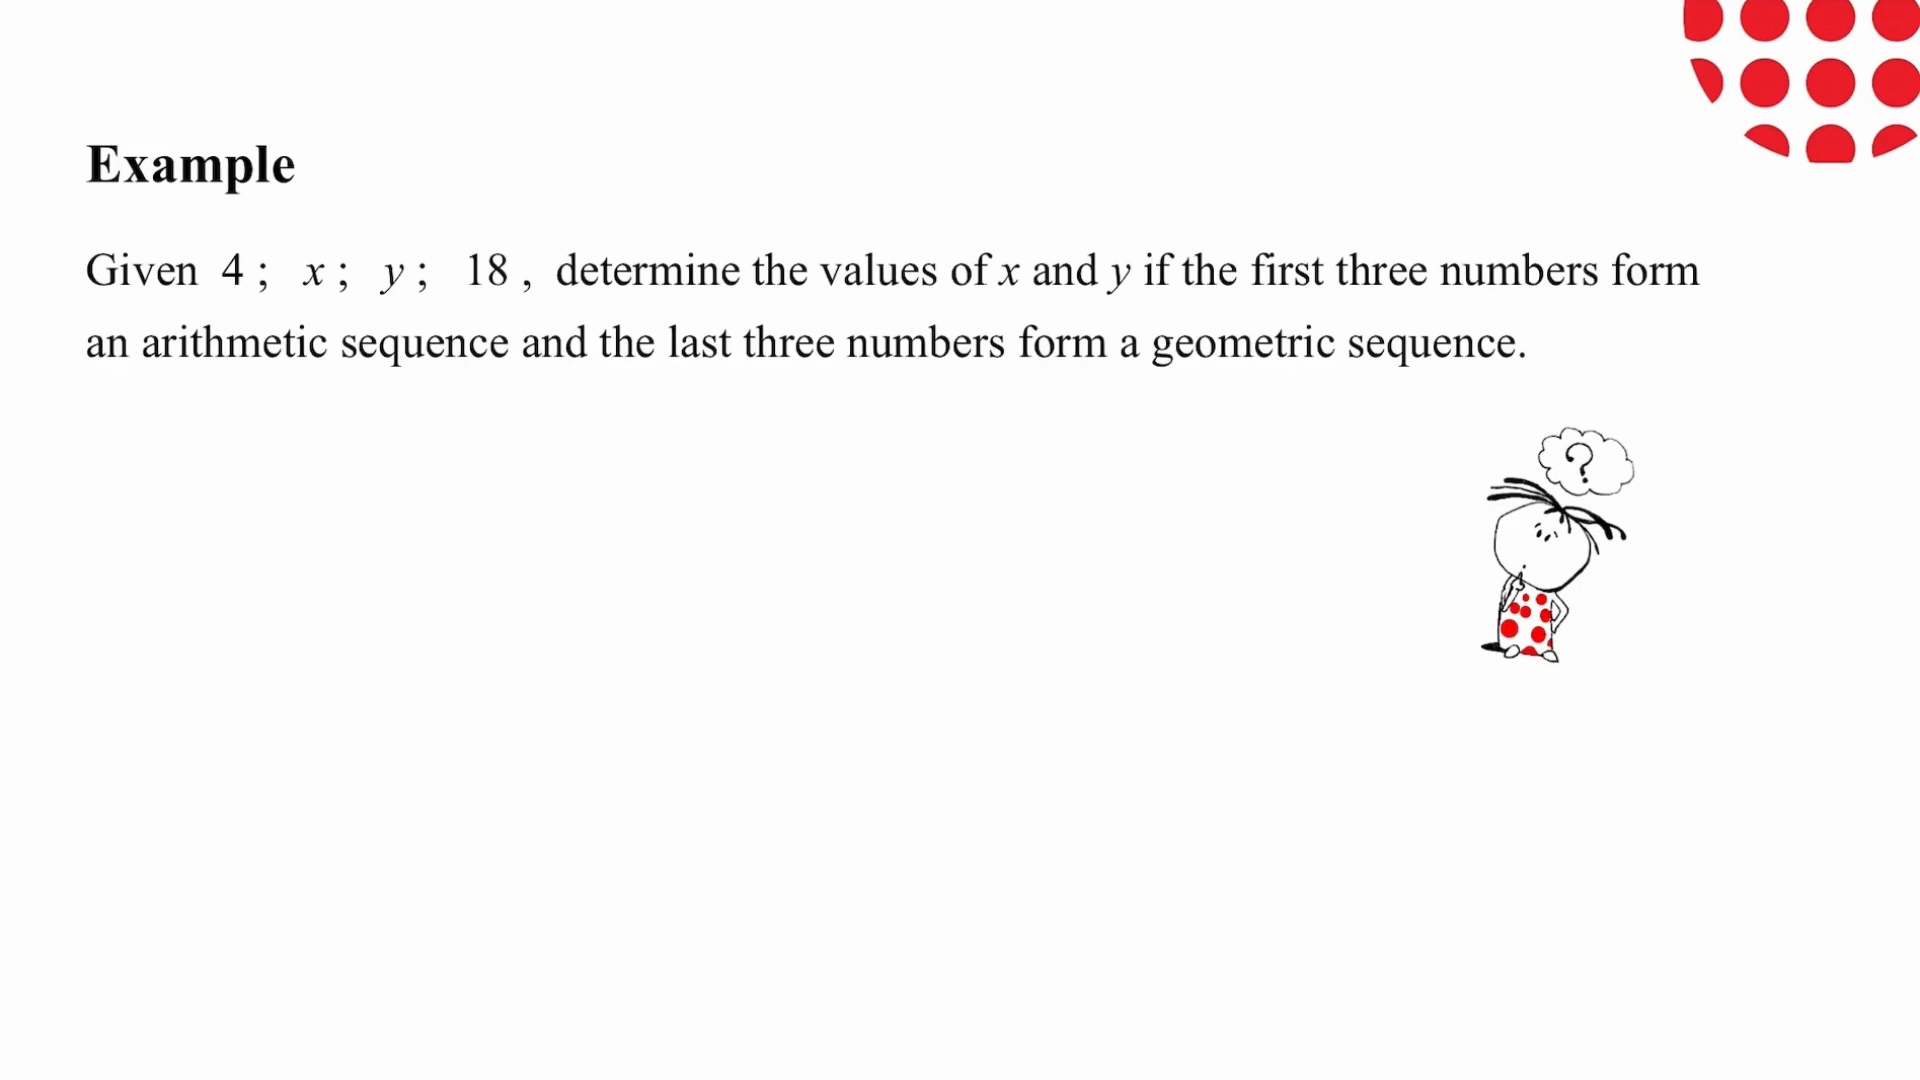 Example
Given 4 ; x ; y ; 18 , determine the values of x and y if the first three numbers form
an arithmetic sequence and the last three numbers form a geometric sequence.
?